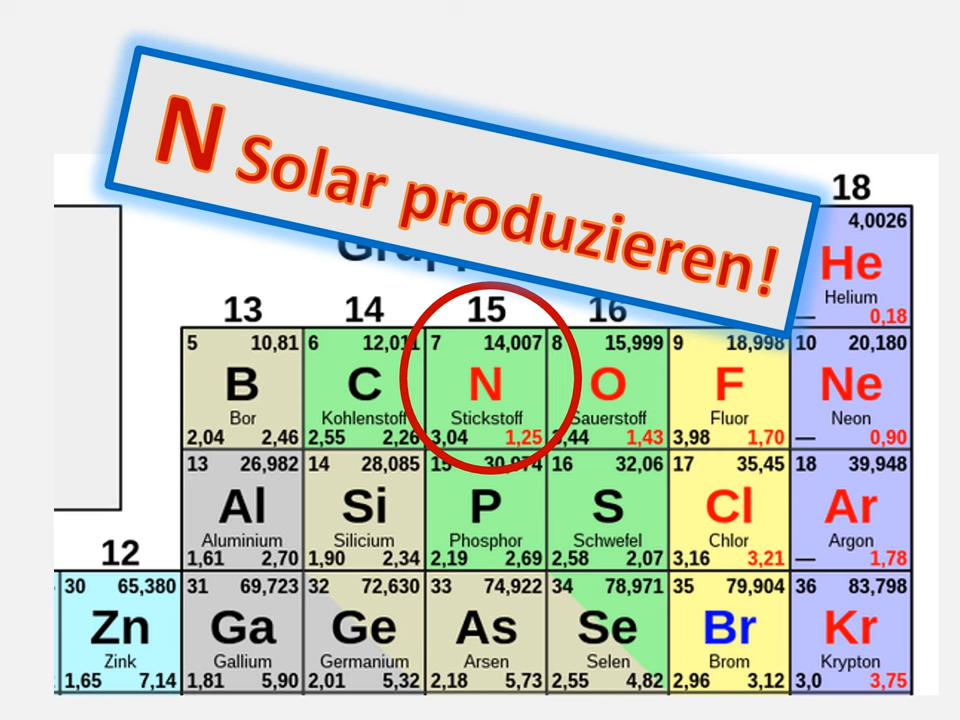 N Solar produzieren!
18
4,0026
He
Helium
— 0,18
13 14 15 16
5 10,81 6 12,011 7 14,007 8 15,999 9 18,998 10 20,180
B C N O F Ne
Bor Kohlenstoff Stickstoff Sauerstoff Fluor Neon
2,04 2,46 2,55 2,26 3,04 1,25 3,44 1,43 3,98 1,70 — 0,90
13 26,982 14 28,085 15 30,974 16 32,06 17 35,45 18 39,948
Al Si P S Cl Ar
Aluminium Silicium Phosphor Schwefel Chlor Argon
12
1,61 2,70 1,90 2,34 2,19 2,69 2,58 2,07 3,16 3,21 — 1,78
30 65,380 31 69,723 32 72,630 33 74,922 34 78,971 35 79,904 36 83,798
Zn Ga Ge As Se Br Kr
Zink Gallium Germanium Arsen Selen Brom Krypton
1,65 7,14 1,81 5,90 2,01 5,32 2,18 5,73 2,55 4,82 2,96 3,12 3,0 3,75